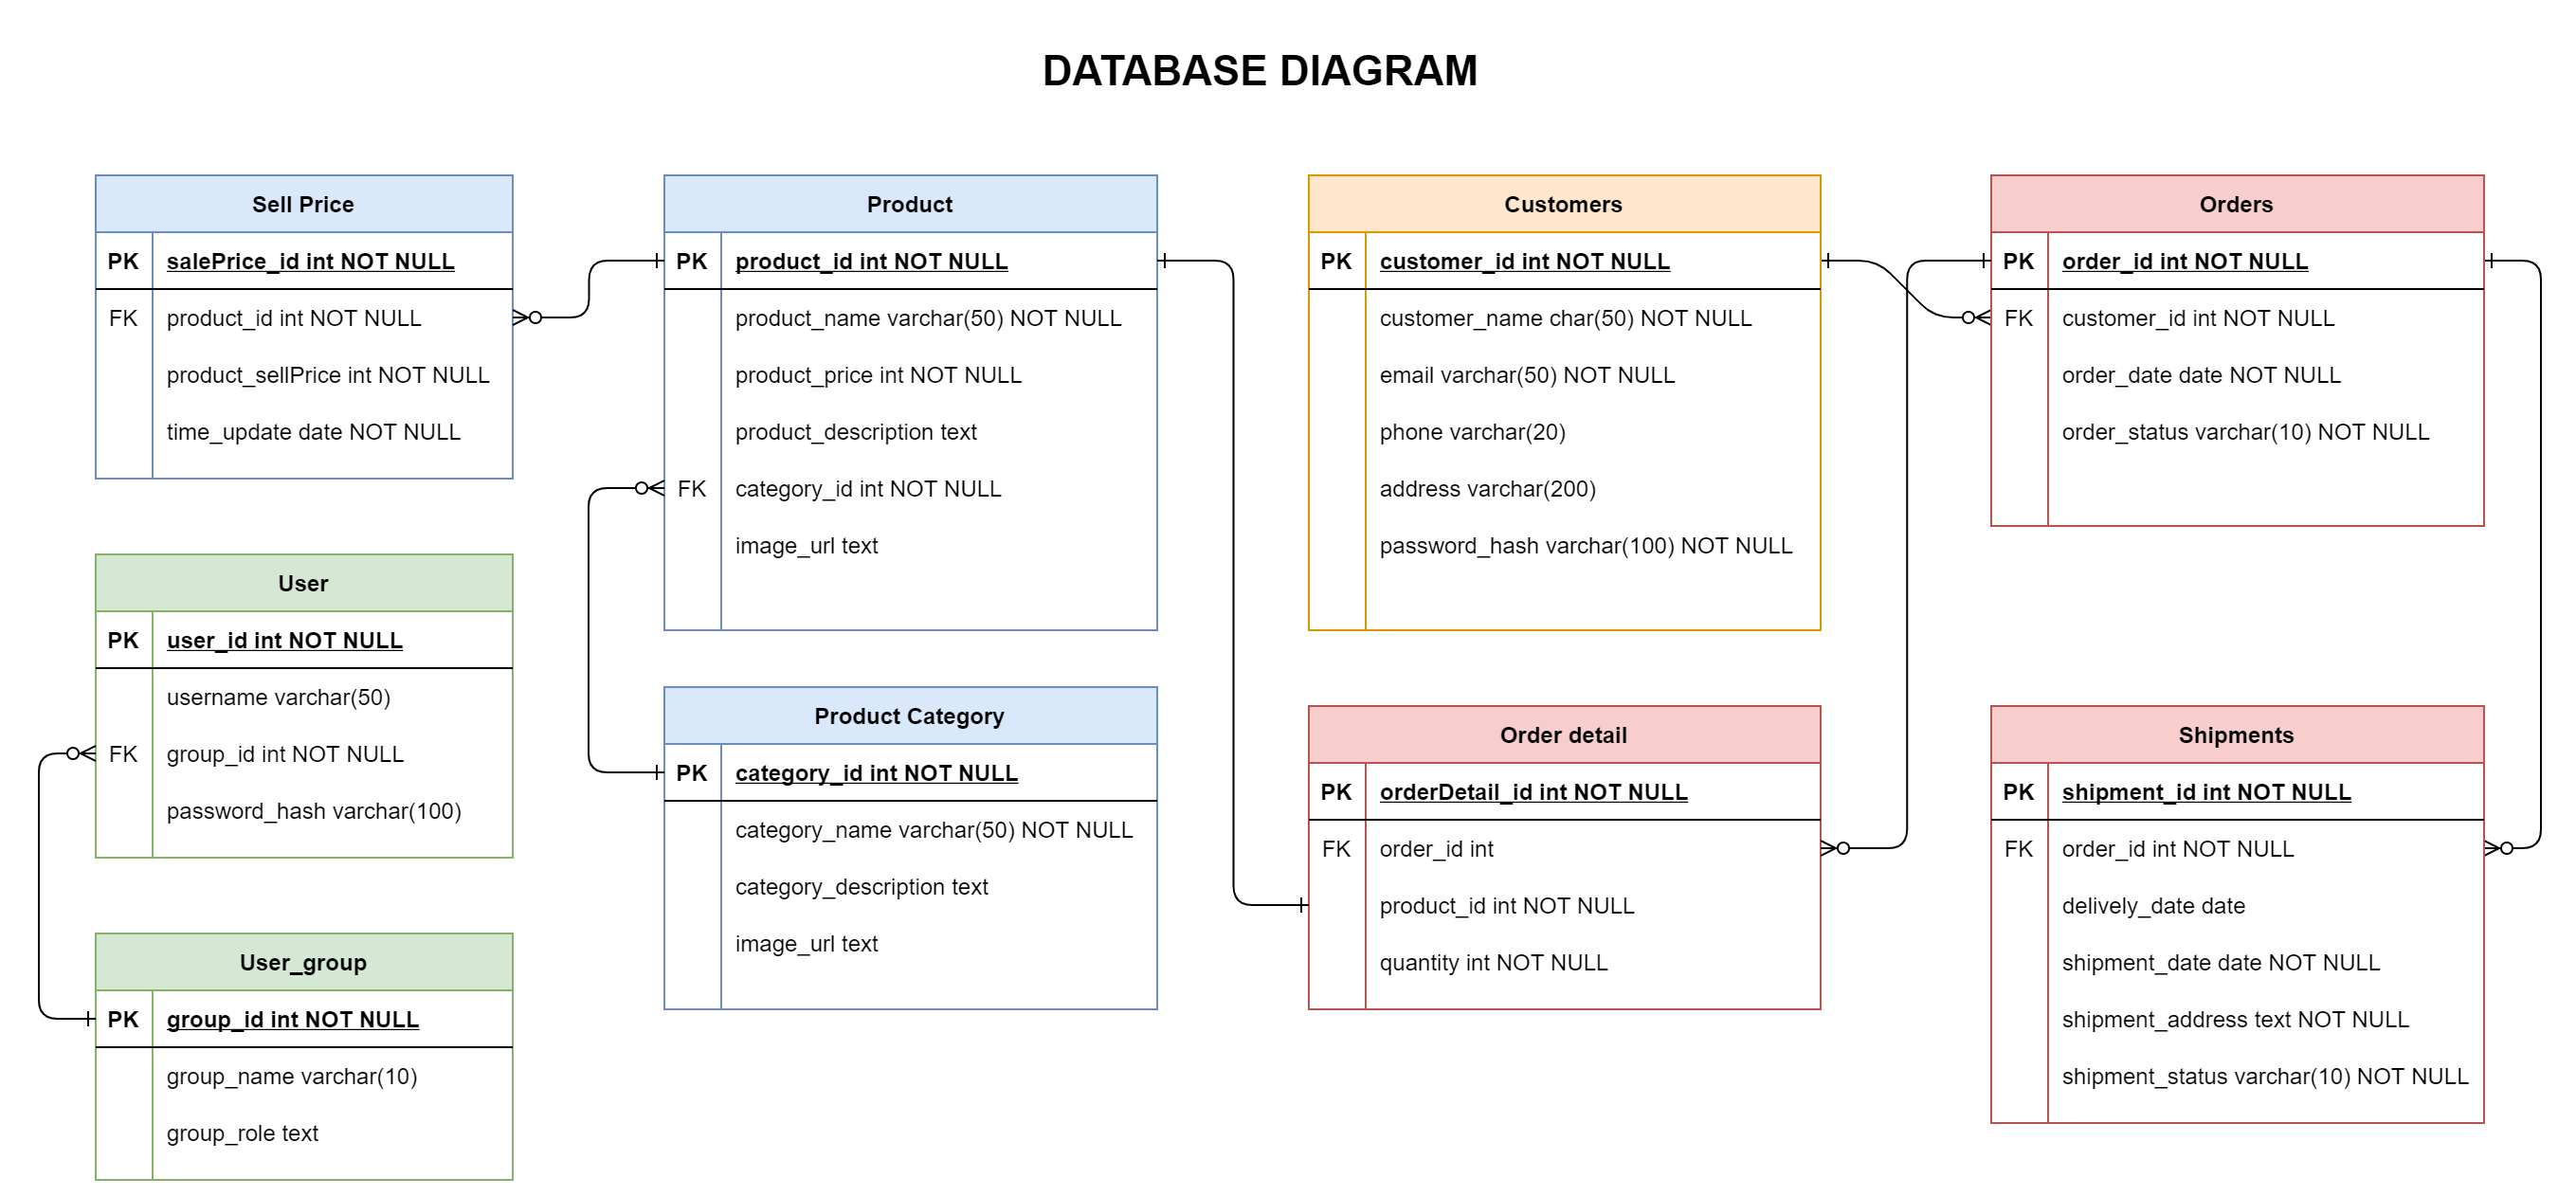 DATABASE DIAGRAM
Sell Price
PK salePrice_id int NOT NULL
FK product_id int NOT NULL
product_sellPrice int NOT NULL
time_update date NOT NULL
User
PK user_id int NOT NULL
username varchar(50)
FK group_id int NOT NULL
password_hash varchar(100)
User_group
PK group_id int NOT NULL
group_name varchar(10)
group_role text
Product
PK product_id int NOT NULL
product_name varchar(50) NOT NULL
product_price int NOT NULL
product_description text
FK category_id int NOT NULL
image_url text
Product Category
PK category_id int NOT NULL
category_name varchar(50) NOT NULL
category_description text
image_url text
Customers
PK customer_id int NOT NULL
customer_name char(50) NOT NULL
email varchar(50) NOT NULL
phone varchar(20)
address varchar(200)
password_hash varchar(100) NOT NULL
Order detail
PK orderDetail_id int NOT NULL
FK order_id int
product_id int NOT NULL
quantity int NOT NULL
Orders
PK order_id int NOT NULL
FK customer_id int NOT NULL
order_date date NOT NULL
order_status varchar(10) NOT NULL
Shipments
PK shipment_id int NOT NULL
FK order_id int NOT NULL
delively_date date
shipment_date date NOT NULL
shipment_address text NOT NULL
shipment_status varchar(10) NOT NULL